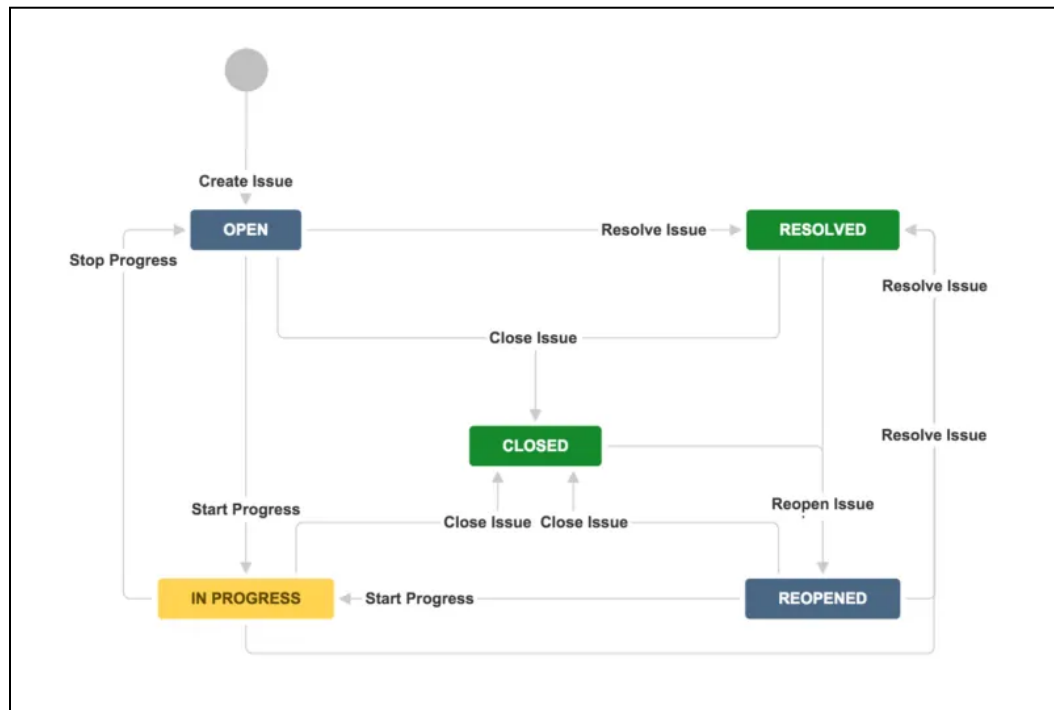 Create Issue
OPEN
Resolve Issue
RESOLVED
Stop Progress
Resolve Issue
Close Issue
CLOSED
Resolve Issue
Start Progress
Reopen Issue
Close Issue
Close Issue
IN PROGRESS
Start Progress
REOPENED